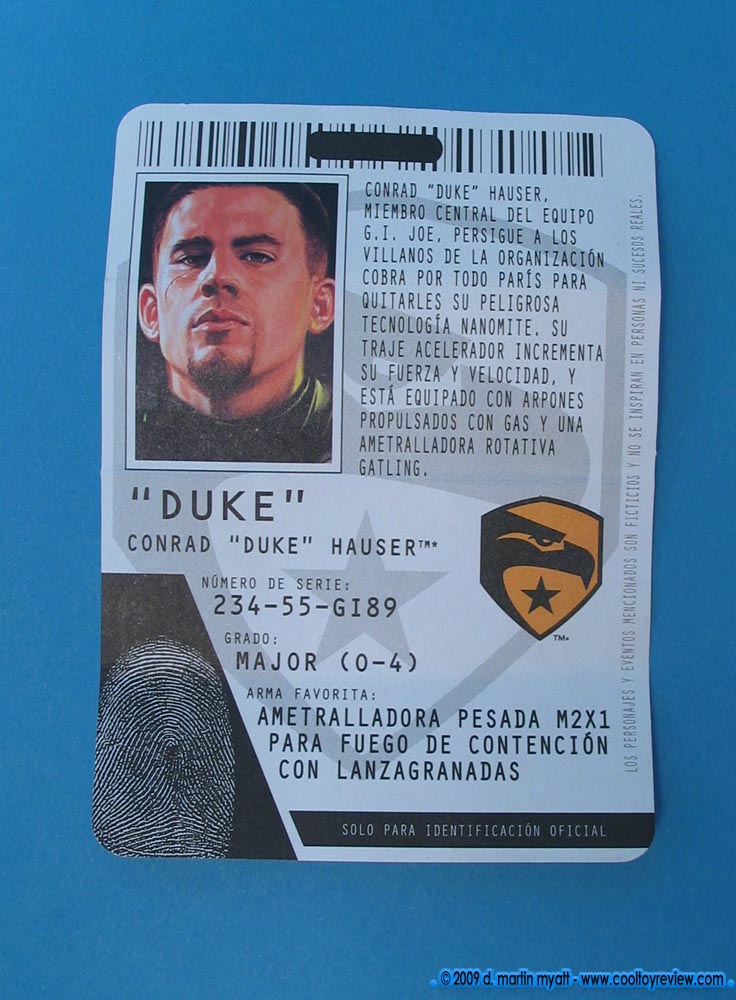 CONRAD "DUKE" HAUSER,
MIEMBRO CENTRAL DEL EQUIPO
G.I. JOE, PERSIGUE A LOS
VILLANOS DE LA ORGANIZACIÓN
COBRA POR TODO PARÍS PARA
QUITARLES SU PELIGROSA
TECNOLOGÍA NANOMITE. SU
TRAJE ACELERADOR INCREMENTA
SU FUERZA Y VELOCIDAD, Y
ESTÁ EQUIPADO CON ARPONES
PROPULSADOS CON GAS Y UNA
AMETRALLADORA ROTATIVA
GATLING.
"DUKE"
CONRAD "DUKE" HAUSER™*
NÚMERO DE SERIE:
234-55-GI89
GRADO:
MAJOR (O-4)
ARMA FAVORITA:
AMETRALLADORA PESADA M2X1
PARA FUEGO DE CONTENCIÓN
CON LANZAGRANADAS
TM*
SOLO PARA IDENTIFICACIÓN OFICIAL
LOS PERSONAJES Y EVENTOS MENCIONADOS SON FICTICIOS Y NO SE INSPIRAN EN PERSONAS NI SUCESOS REALES.
© 2009 d. martin myatt - www.cooltoyreview.com